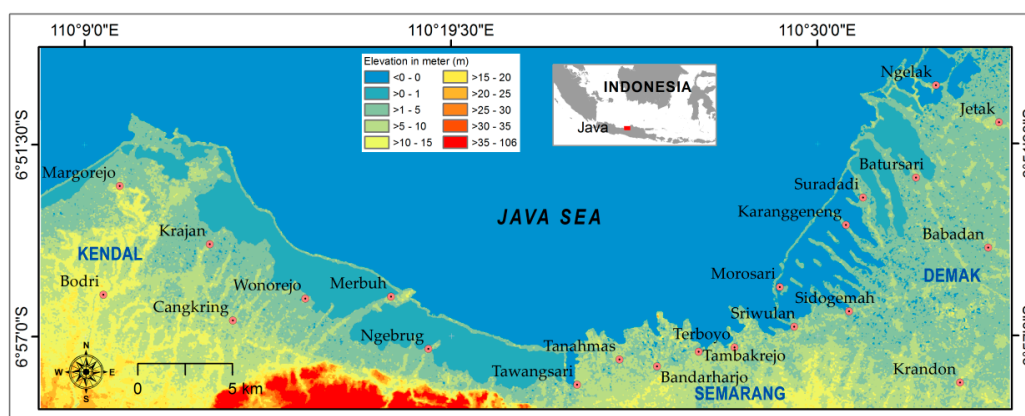 110°9'0"E 110°19'30"E 110°30'0"E
Elevation in meter (m)
<0 - 0 >15 - 20
>0 - 1 >20 - 25
>1 - 5 >25 - 30
>5 - 10 >30 - 35
>10 - 15 >35 - 106
INDONESIA
Java
Ngelak
Jetak
6°51'30"S
Margorejo
Batursari
Suradadi
Karanggeneng
JAVA SEA
Krajan
KENDAL
Babadan
DEMAK
Bodri
Wonorejo
Merbuh
Morosari
Sidogemah
Cangkring
Sriwulan
6°57'0"S
Ngebrug
Terboyo
Tanahmas
Tambakrejo
N
W E
S
0 5 km
Tawangsari
Bandarharjo
Krandon
SEMARANG